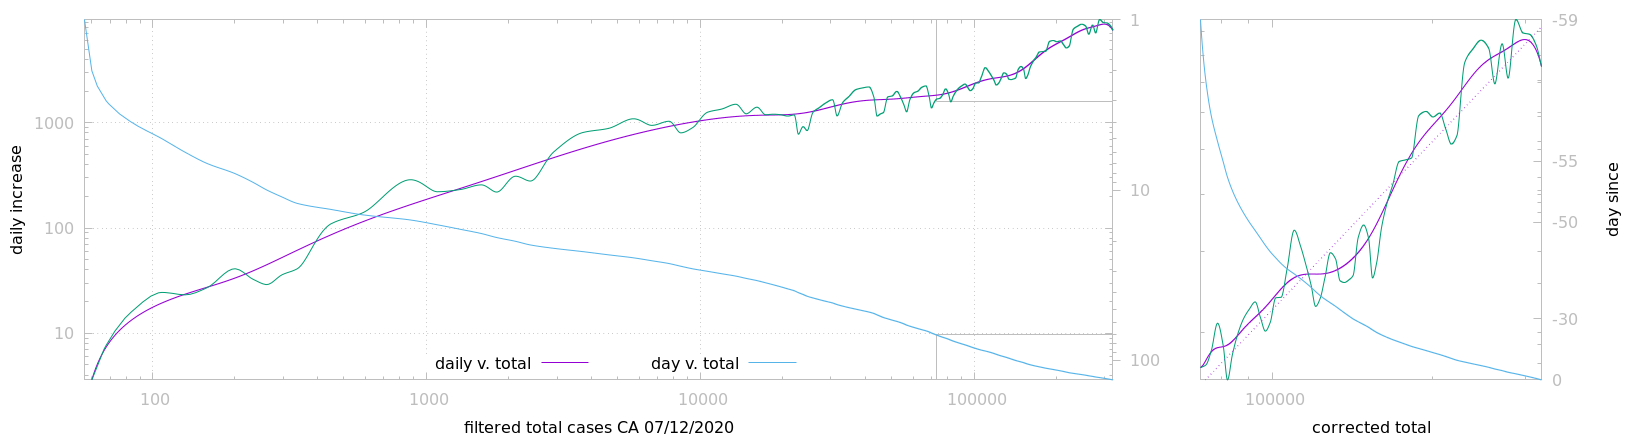 daily increase
1000
100
10
daily v. total
day v. total
100
1000
10000
100000
filtered total cases CA 07/12/2020
1
10
100
100000
corrected total
-59
-55
-50
-30
0
day since